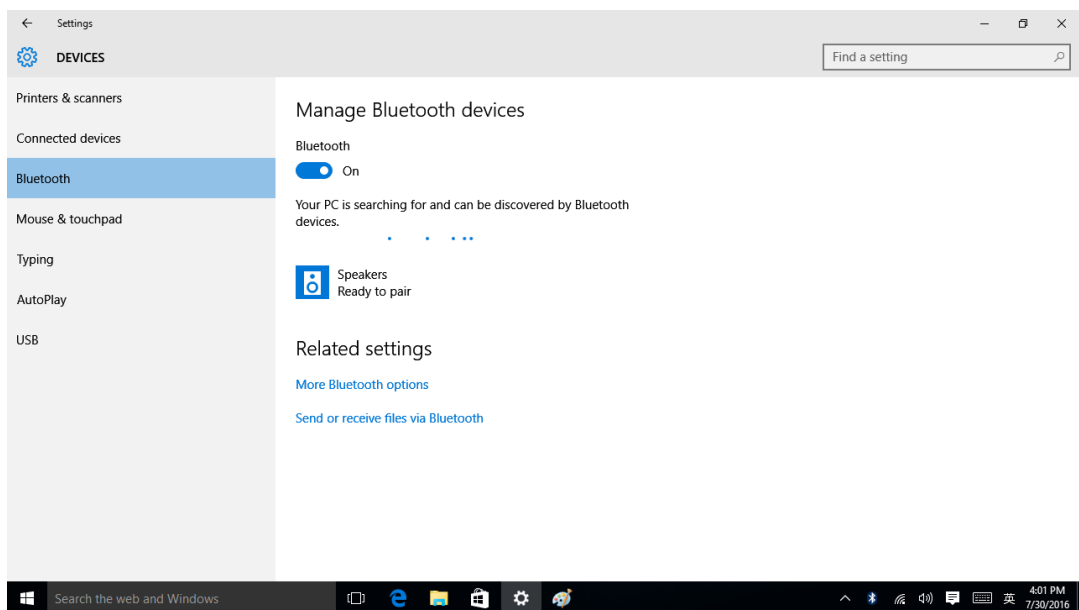 Settings
DEVICES
Find a setting
Printers & scanners
Connected devices
Bluetooth
Mouse & touchpad
Typing
AutoPlay
USB
Manage Bluetooth devices
Bluetooth
On
Your PC is searching for and can be discovered by Bluetooth
devices.
Speakers
Ready to pair
Related settings
More Bluetooth options
Send or receive files via Bluetooth
Search the web and Windows
英
4:01 PM
7/30/2016